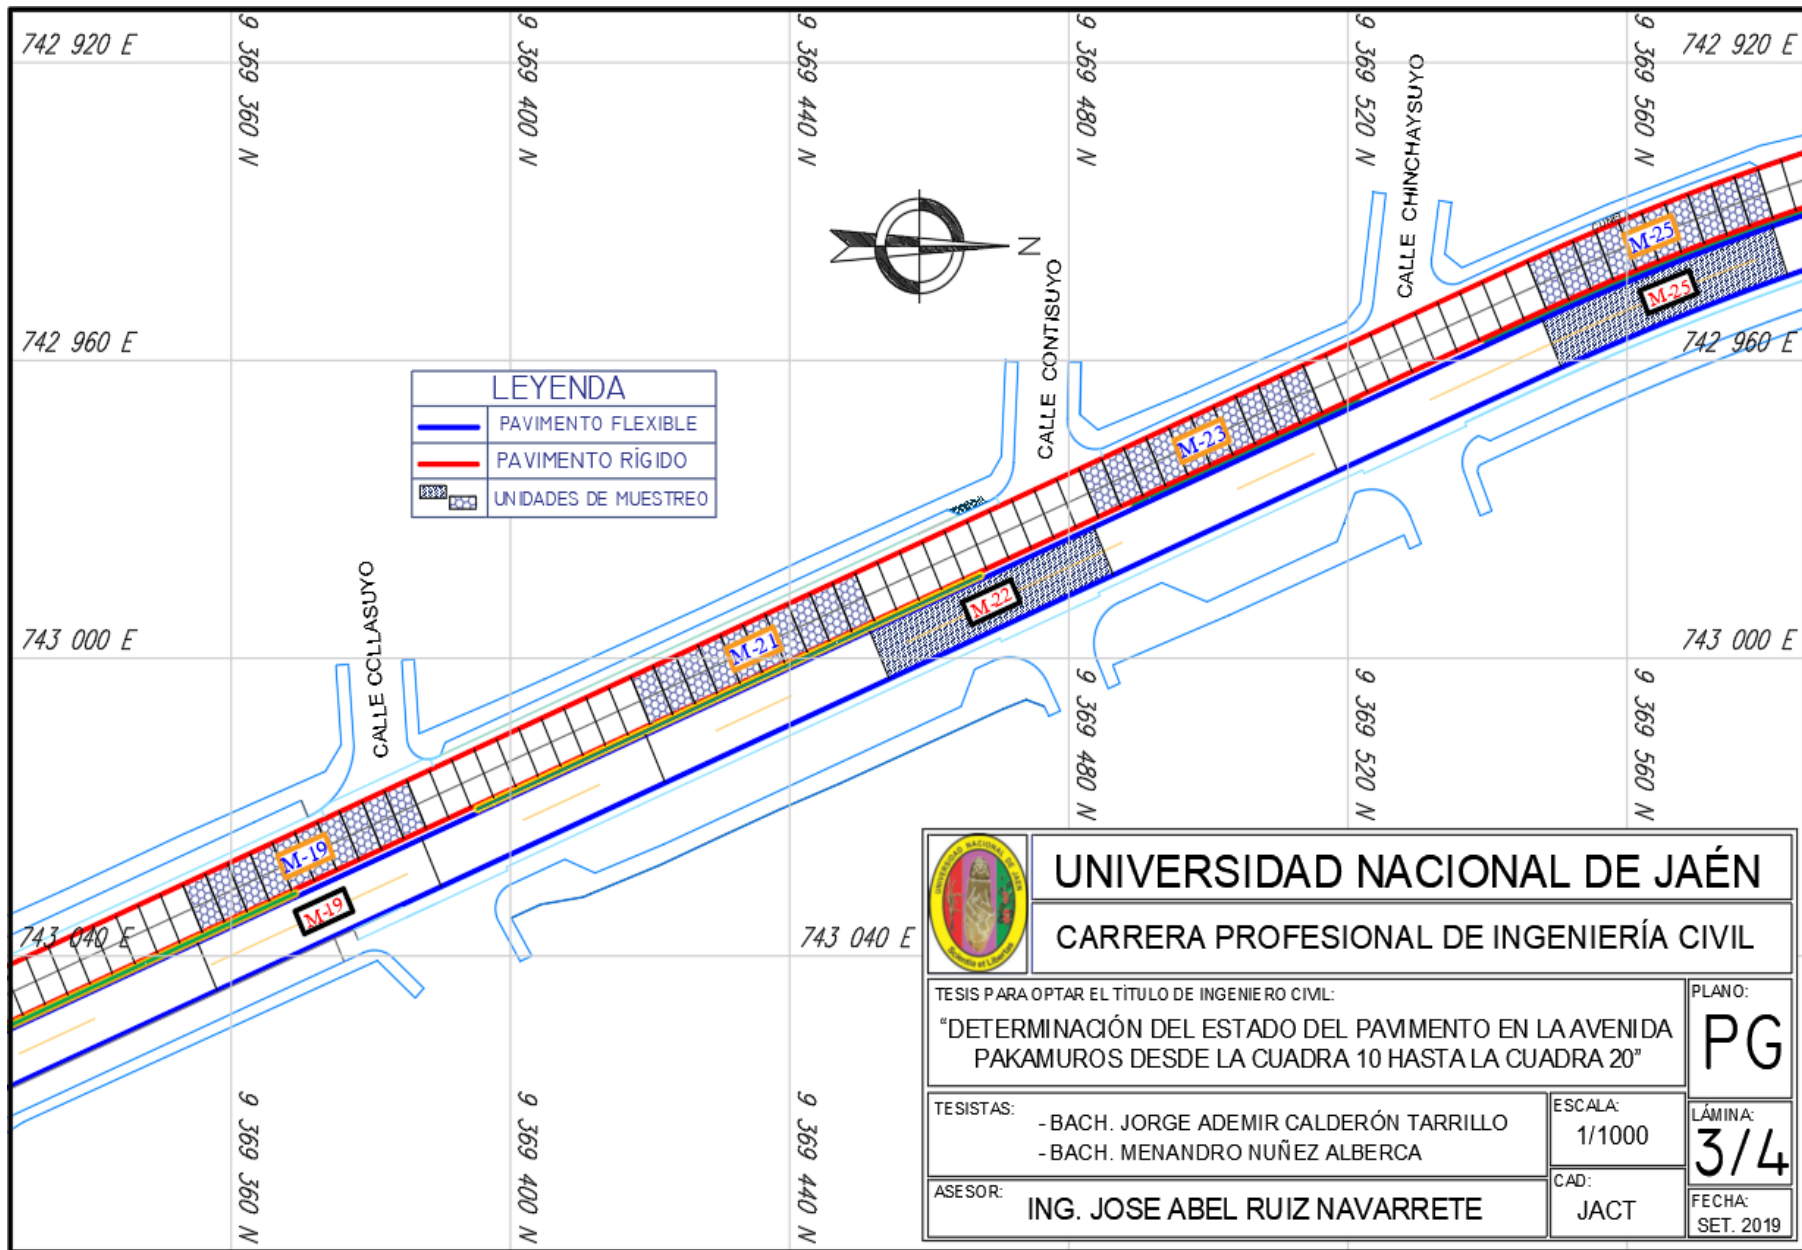 742 920 E
9 369 360 N
9 369 400 N
9 369 440 N
9 369 480 N
9 369 520 N
9 369 560 N
742 920 E
CALLE CHINCHAYSUYO
M-25
M-25
N
CALLE CONTISUYO
742 960 E
742 960 E
LEYENDA
PAVIMENTO FLEXIBLE
PAVIMENTO RÍGIDO
UNIDADES DE MUESTREO
M-23
M-22
CALLE CCLLASUYO
M-21
743 000 E
743 000 E
9 369 480 N
9 369 520 N
9 369 560 N
M-19
M-19
743 040 E
743 040 E
9 369 360 N
9 369 400 N
9 369 440 N
UNIVERSIDAD NACIONAL DE JAEN
Scientia et Libertas
UNIVERSIDAD NACIONAL DE JAÉN
CARRERA PROFESIONAL DE INGENIERÍA CIVIL
TESIS PARA OPTAR EL TÍTULO DE INGENIERO CIVIL:
"DETERMINACIÓN DEL ESTADO DEL PAVIMENTO EN LA AVENIDA
PAKAMUROS DESDE LA CUADRA 10 HASTA LA CUADRA 20"
PLANO:
PG
TESISTAS:
- BACH. JORGE ADEMIR CALDERÓN TARRILLO
- BACH. MENANDRO NUÑEZ ALBERCA
ESCALA:
1/1000
LÁMINA:
3/4
ASESOR:
ING. JOSE ABEL RUIZ NAVARRETE
CAD:
JACT
FECHA:
SET. 2019